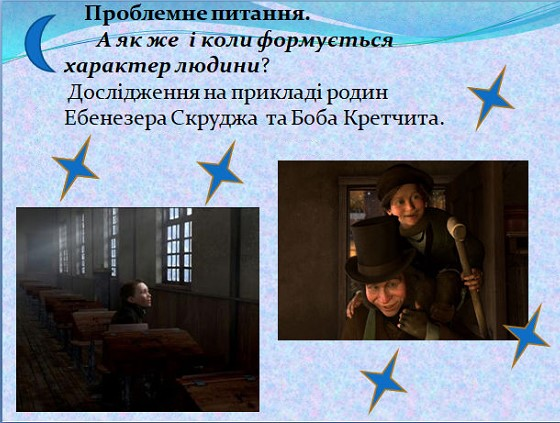 Проблемне питання.
А як же і коли формується
характер людини?
Дослідження на прикладі родин
Ебенезера Скруджа та Боба Кретчита.